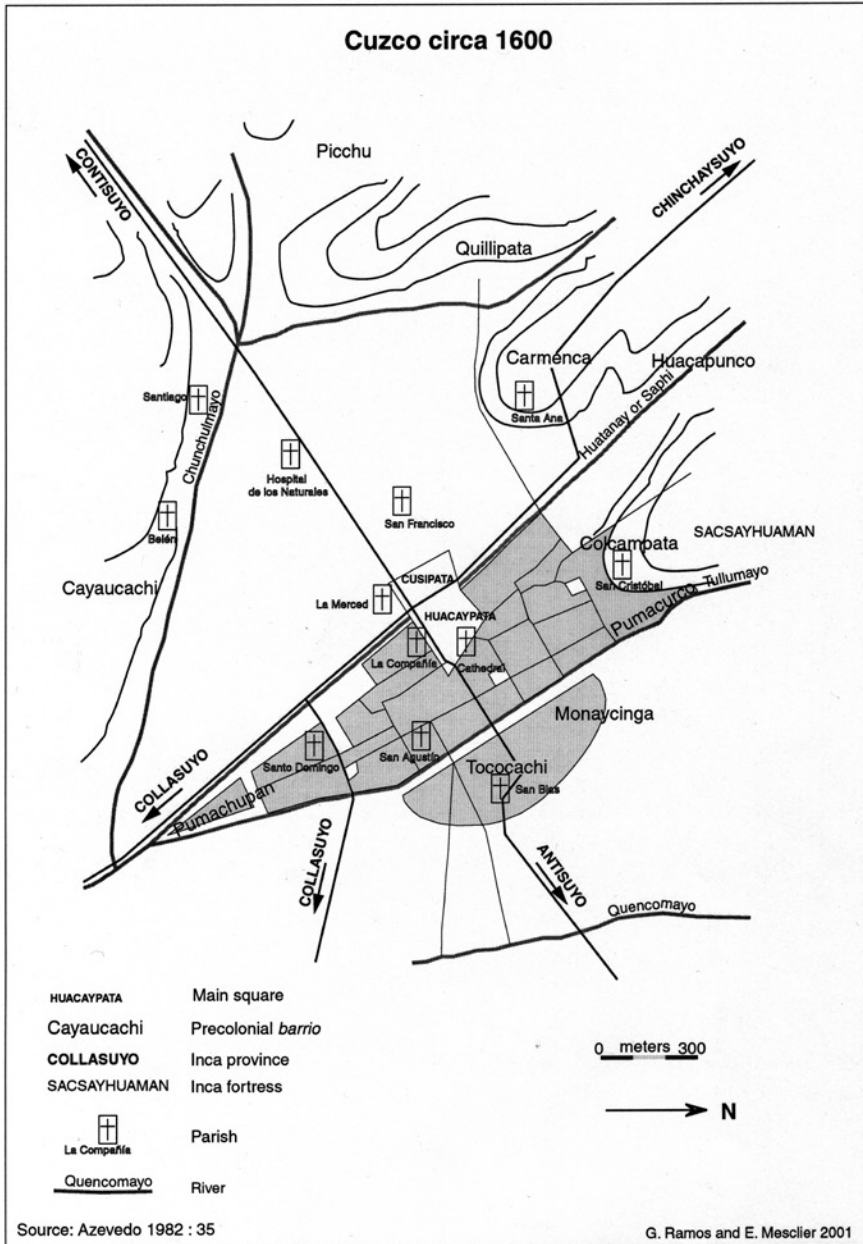 Cuzco circa 1600
Picchu
CONTISUYO
CHINCHAYSUYO
Quillipata
Carmenca
Huacapunco
Santiago
Santa Ana
Chunchulmayo
Huatanay or Saphi
Hospital
de los Naturales
San Francisco
Belén
SACSAYHUAMAN
Colcampata
Cayaucachi
CUSIPATA
San Cristóbal
Tullumayo
La Merced
HUACAYPATA
Pumacurco
La Compañía
Cathedral
Monaycinga
Santo Domingo
San Agustín
Tococachi
COLLASUYO
San Blas
Pumachupan
COLLASUYO
ANTISUYO
Quencomayo
HUACAYPATA Main square
Cayaucachi Precolonial barrio
COLLASUYO Inca province
0 meters 300
SACSAYHUAMAN Inca fortress
N
Parish
La Compañía
Quencomayo River
Source: Azevedo 1982 : 35
G. Ramos and E. Mesclier 2001